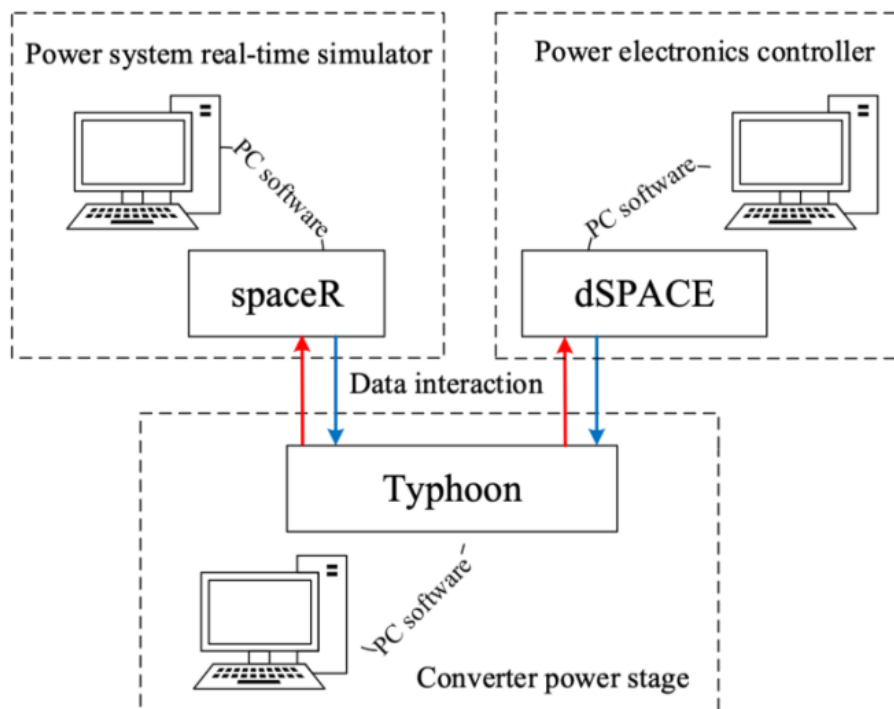 Power system real-time simulator
Power electronics controller
PC software
PC software
spaceR
dSPACE
Data interaction
Typhoon
PC software
Converter power stage